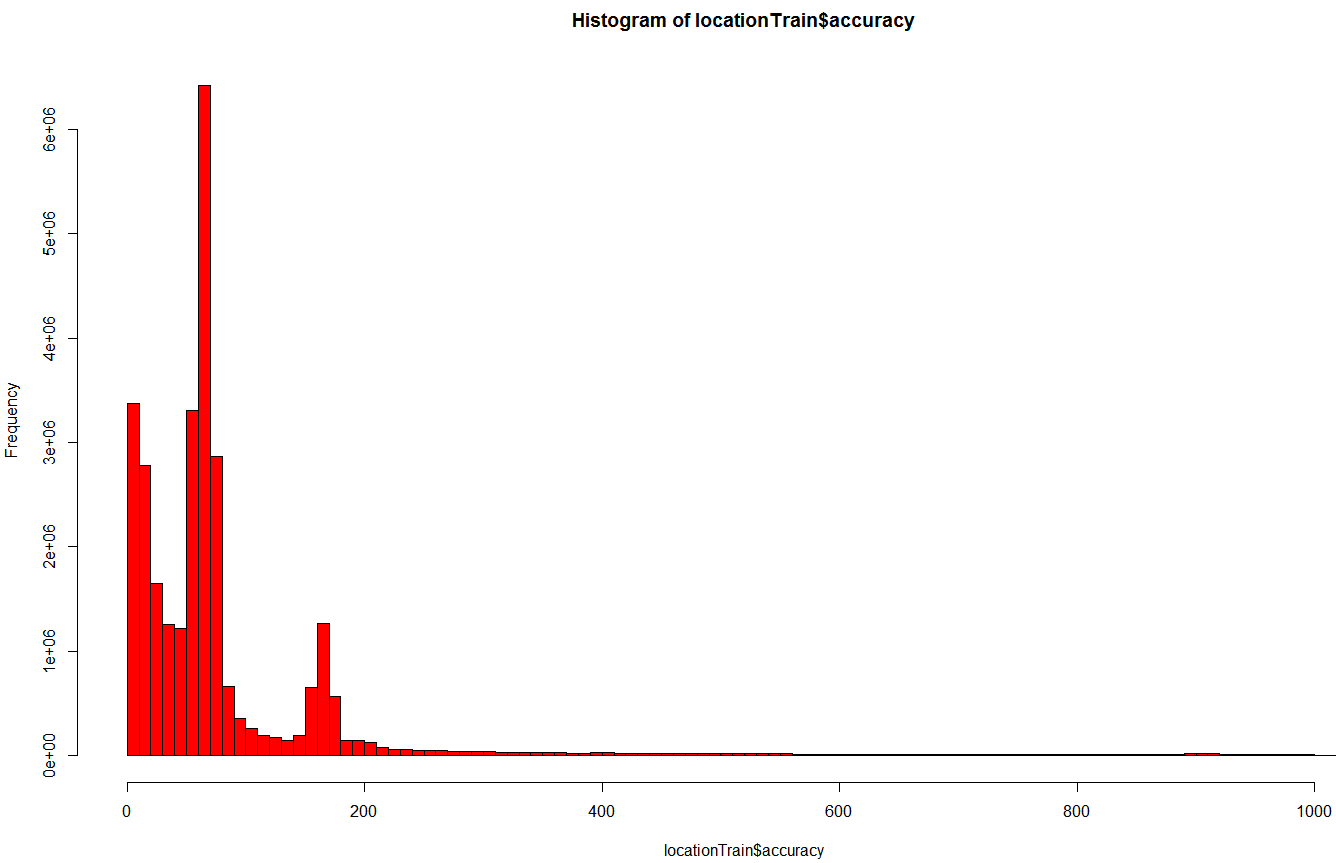 Histogram of locationTrain$accuracy
6e+06
5e+06
4e+06
3e+06
2e+06
1e+06
0e+00
Frequency
0 200 400 600 800 1000
locationTrain$accuracy